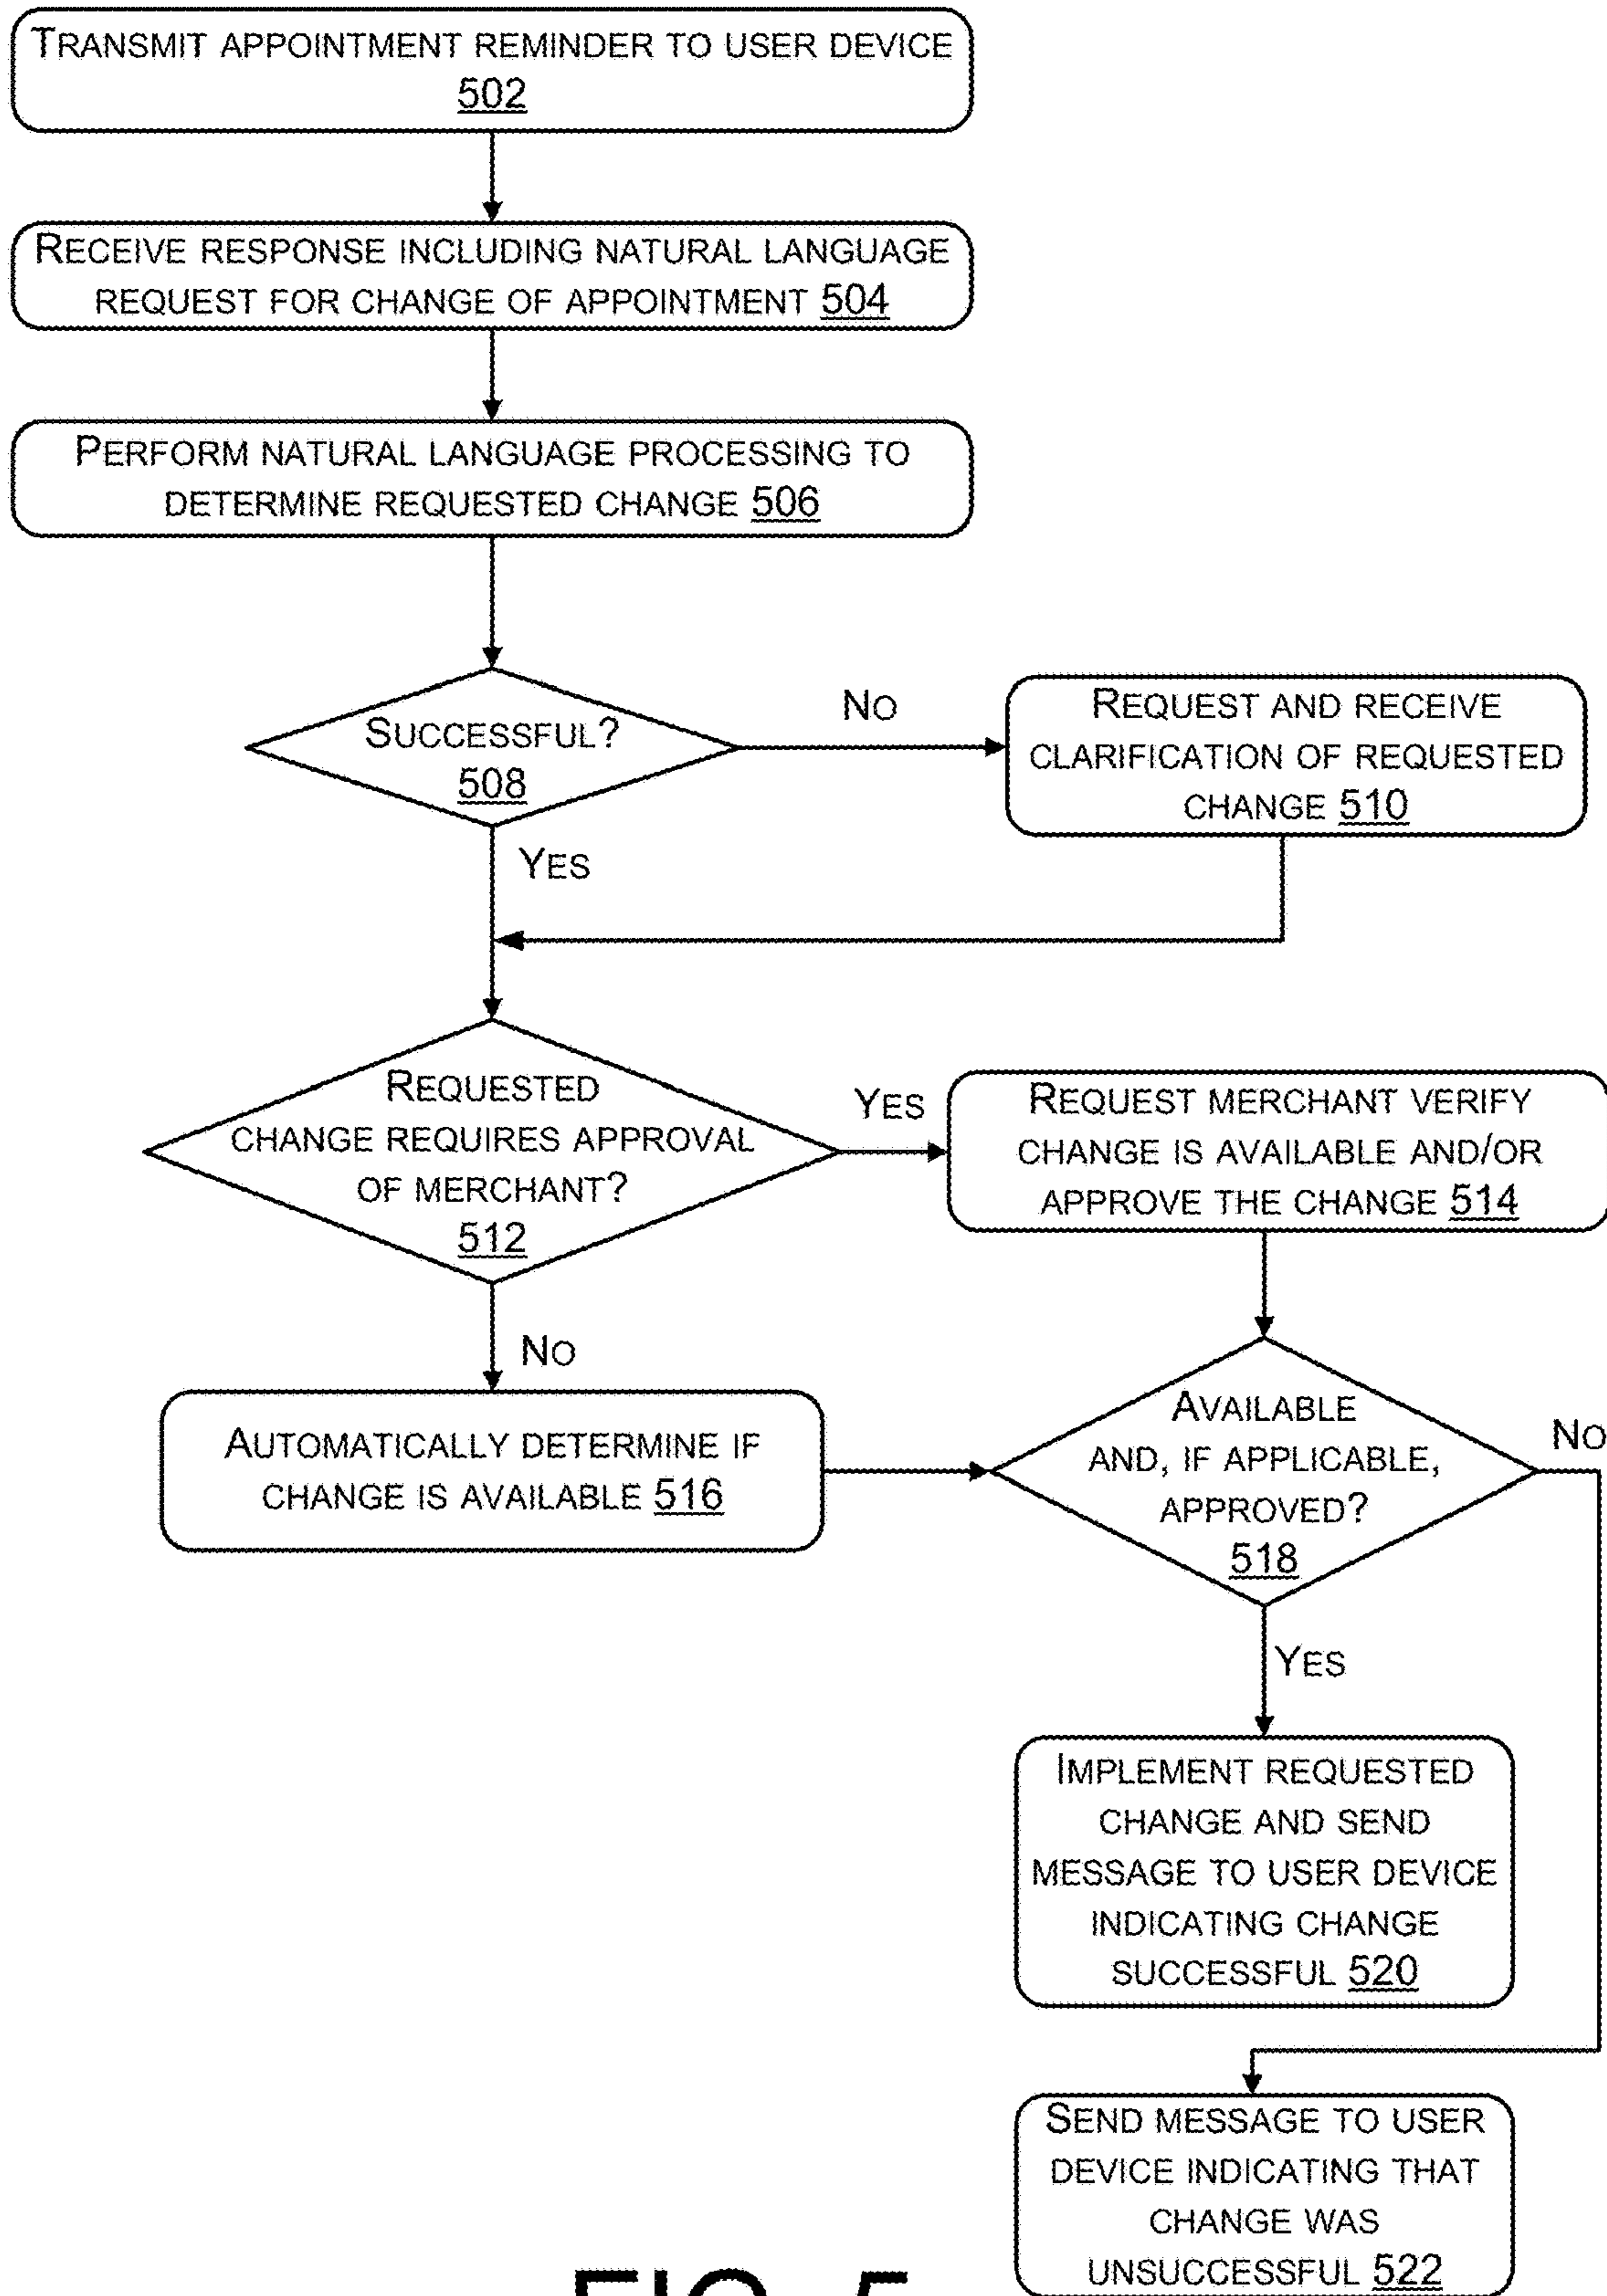 TRANSMIT APPOINTMENT REMINDER TO USER DEVICE
502
RECEIVE RESPONSE INCLUDING NATURAL LANGUAGE
REQUEST FOR CHANGE OF APPOINTMENT 504
PERFORM NATURAL LANGUAGE PROCESSING TO
DETERMINE REQUESTED CHANGE 506
SUCCESSFUL?
508
NO
REQUEST AND RECEIVE
CLARIFICATION OF REQUESTED
CHANGE 510
YES
REQUESTED
CHANGE REQUIRES APPROVAL
OF MERCHANT?
512
YES
REQUEST MERCHANT VERIFY
CHANGE IS AVAILABLE AND/OR
APPROVE THE CHANGE 514
NO
AUTOMATICALLY DETERMINE IF
CHANGE IS AVAILABLE 516
AVAILABLE
AND, IF APPLICABLE,
APPROVED?
518
NO
YES
IMPLEMENT REQUESTED
CHANGE AND SEND
MESSAGE TO USER DEVICE
INDICATING CHANGE
SUCCESSFUL 520
SEND MESSAGE TO USER
DEVICE INDICATING THAT
CHANGE WAS
UNSUCCESSFUL 522
FIG. 5